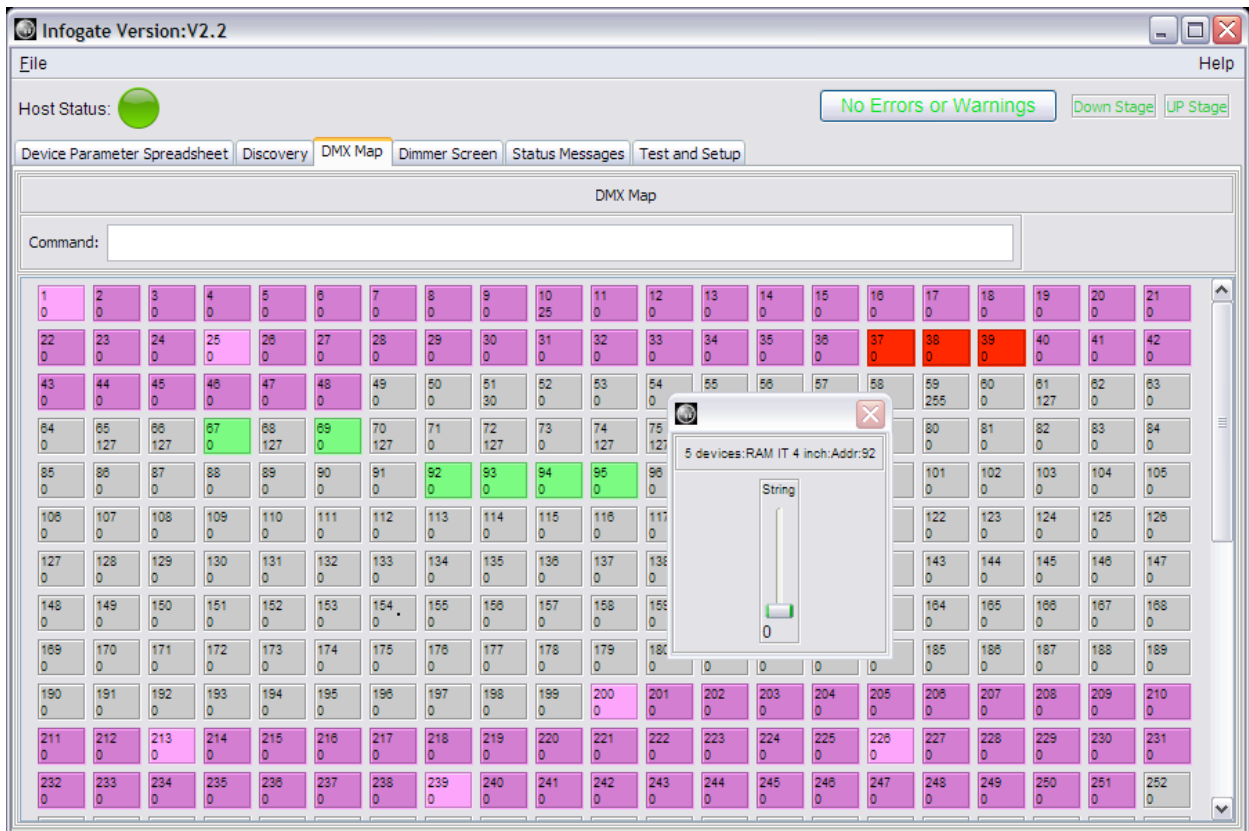 Infogate Version:V2.2
File Help
Host Status: No Errors or Warnings Down Stage UP Stage
Device Parameter Spreadsheet Discovery DMX Map Dimmer Screen Status Messages Test and Setup
DMX Map
Command:
1 2 3 4 5 6 7 8 9 10 11 12 13 14 15 16 17 18 19 20 21
0 0 0 0 0 0 0 0 0 25 0 0 0 0 0 0 0 0 0 0 0
22 23 24 25 26 27 28 29 30 31 32 33 34 35 36 37 38 39 40 41 42
0 0 0 0 0 0 0 0 0 0 0 0 0 0 0 0 0 0 0 0 0
43 44 45 46 47 48 49 50 51 52 53 54 55 56 57 58 59 60 61 62 63
0 0 0 0 0 0 0 0 30 0 0 0 255 0 127 0 0
64 65 66 67 68 69 70 71 72 73 74 75 80 81 82 83 84
0 127 127 0 127 0 127 0 127 0 127 127 0 0 0 0 0
85 86 87 88 89 90 91 92 93 94 95 96 101 102 103 104 105
0 0 0 0 0 0 0 0 0 0 0 0 0 0 0 0 0
106 107 108 109 110 111 112 113 114 115 116 117 122 123 124 125 126
0 0 0 0 0 0 0 0 0 0 0 0 0 0 0 0 0
127 128 129 130 131 132 133 134 135 136 137 138 143 144 145 146 147
0 0 0 0 0 0 0 0 0 0 0 0 0 0 0 0 0
148 149 150 151 152 153 154 155 156 157 158 159 164 165 166 167 168
0 0 0 0 0 0 0 0 0 0 0 0 0 0 0 0 0
169 170 171 172 173 174 175 176 177 178 179 180 185 186 187 188 189
0 0 0 0 0 0 0 0 0 0 0 0 0 0 0 0 0 0 0 0 0
190 191 192 193 194 195 196 197 198 199 200 201 202 203 204 205 206 207 208 209 210
0 0 0 0 0 0 0 0 0 0 0 0 0 0 0 0 0 0 0 0 0
211 212 213 214 215 216 217 218 219 220 221 222 223 224 225 226 227 228 229 230 231
0 0 0 0 0 0 0 0 0 0 0 0 0 0 0 0 0 0 0 0 0
232 233 234 235 236 237 238 239 240 241 242 243 244 245 246 247 248 249 250 251 252
0 0 0 0 0 0 0 0 0 0 0 0 0 0 0 0 0 0 0 0 0
5 devices:RAM IT 4 inch:Addr:92
String
0